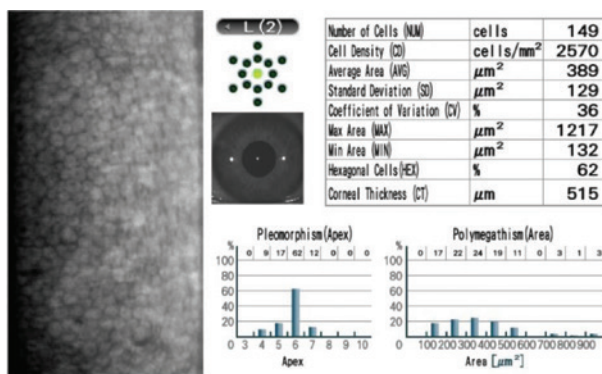 < L (2)
Number of Cells (NUM) cells 149
Cell Density (CD) cells/mm² 2570
Average Area (AVG) μm² 389
Standard Deviation (SD) μm² 129
Coefficient of Variation (CV) % 36
Max Area (MAX) μm² 1217
Min Area (MIN) μm² 132
Hexagonal Cells(HEX) % 62
Corneal Thickness (CT) μm 515
Pleomorphism(Apex)
%
0 9 17 62 12 0 0 0
100
80
60
40
20
0 3 4 5 6 7 8 9 10
Apex
Polymegathism(Area)
%
0 17 22 24 19 11 0 3 1 3
100
80
60
40
20
0 100 200 300 400 500 600 700 800 900
Area [μm²]